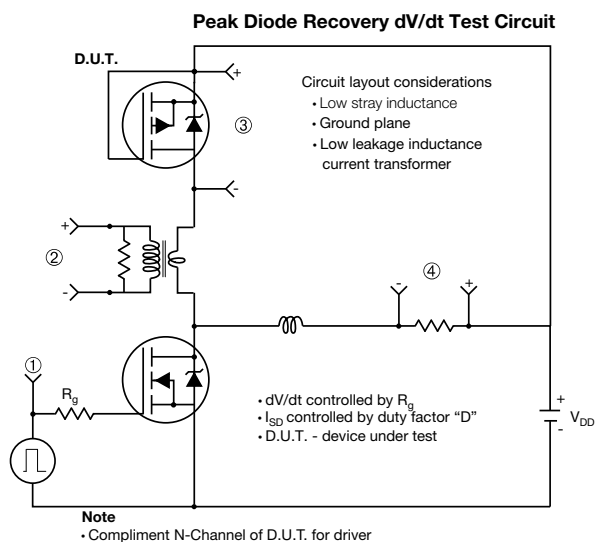 Peak Diode Recovery dV/dt Test Circuit
D.U.T.
+
Circuit layout considerations
• Low stray inductance
• Ground plane
• Low leakage inductance
current transformer
③
-
+
②
-
④
-
+
①
Rg
• dV/dt controlled by Rg
• ISD controlled by duty factor “D”
• D.U.T. - device under test
+
VDD
-
Note
• Compliment N-Channel of D.U.T. for driver